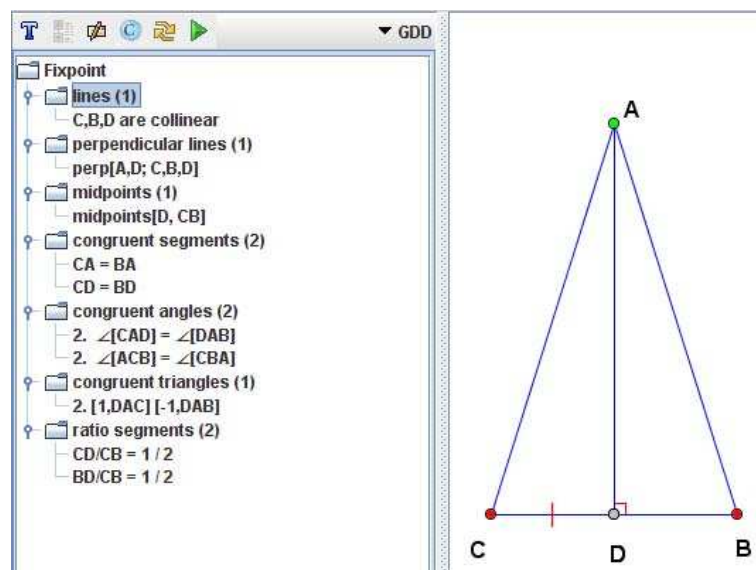 T C GDD
Fixpoint
lines (1)
C,B,D are collinear
perpendicular lines (1)
perp[A,D; C,B,D]
midpoints (1)
midpoints[D, CB]
congruent segments (2)
CA = BA
CD = BD
congruent angles (2)
2. ∠[CAD] = ∠[DAB]
2. ∠[ACB] = ∠[CBA]
congruent triangles (1)
2. [1,DAC] [-1,DAB]
ratio segments (2)
CD/CB = 1 / 2
BD/CB = 1 / 2
A
C D B